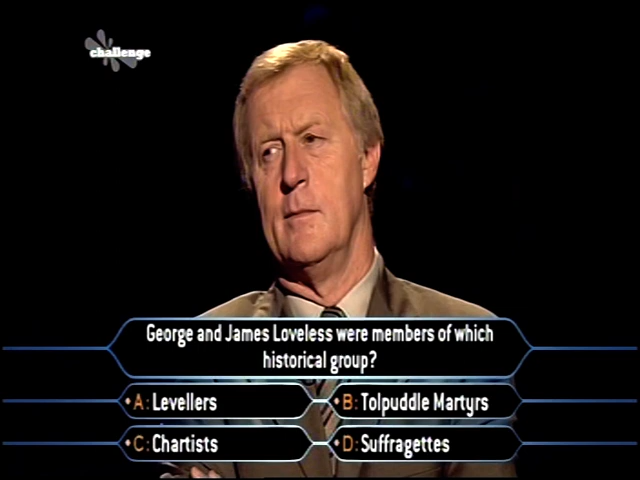 challenge
George and James Loveless were members of which
historical group?
A: Levellers
B: Tolpuddle Martyrs
C: Chartists
D: Suffragettes